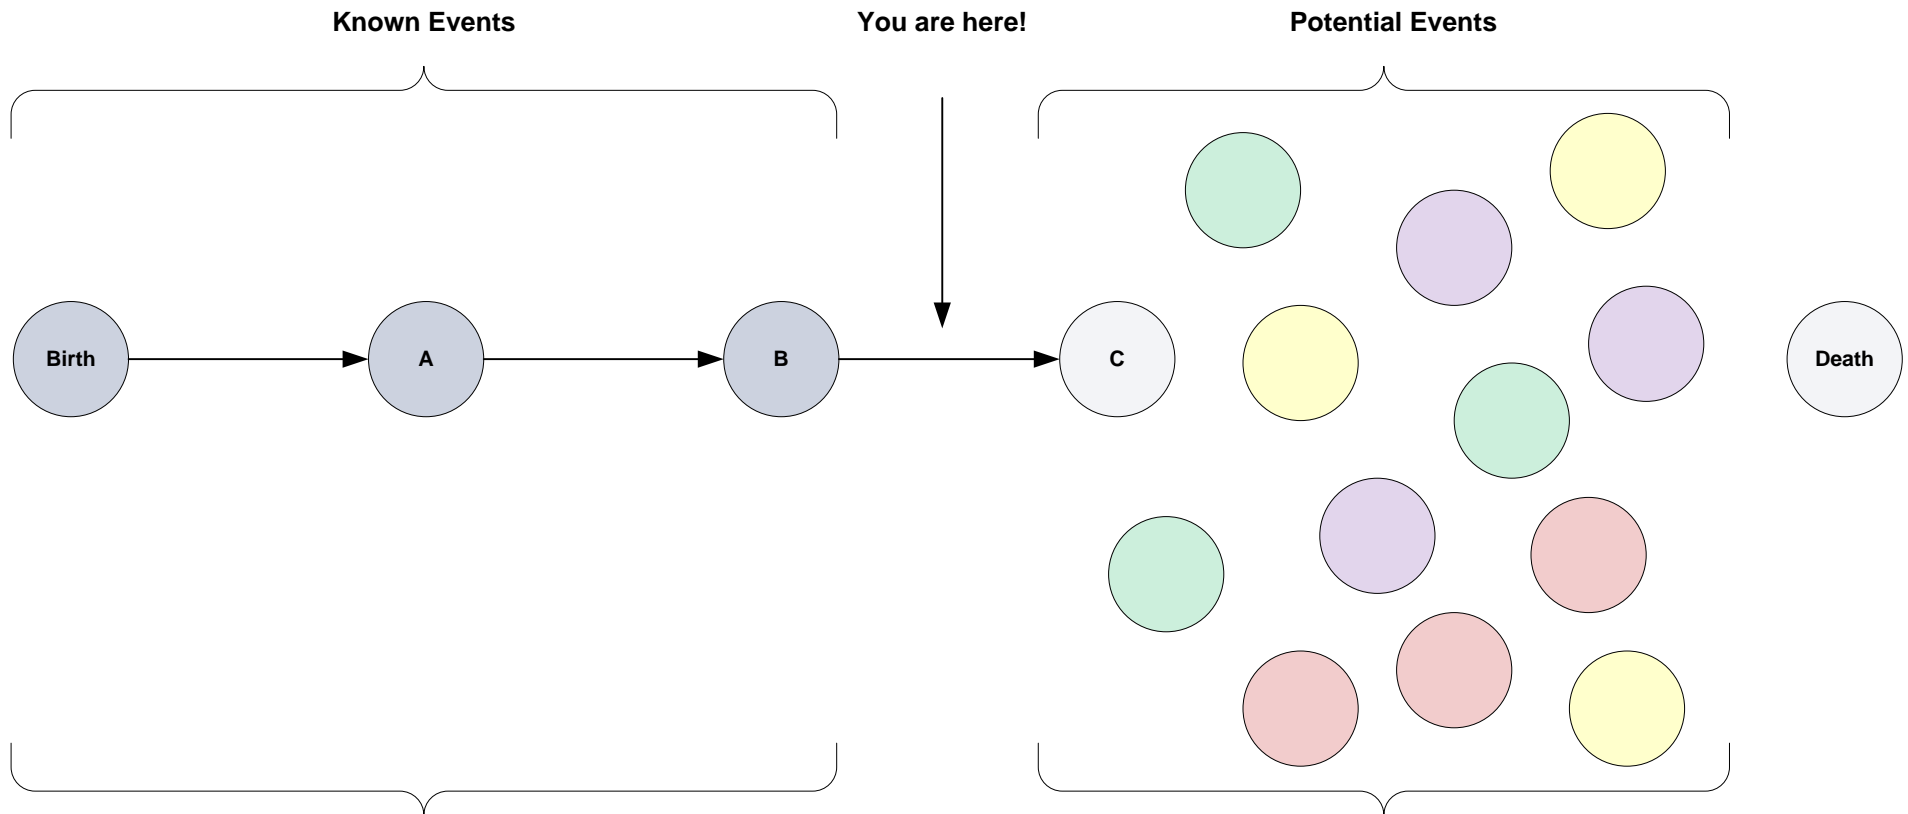 Known Events
You are here!
Potential Events
Birth
A
B
C
Death